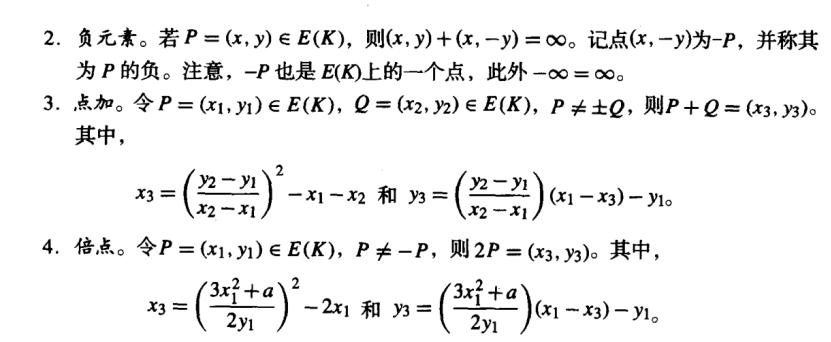 2. 负元素。若 P = (x, y) ∈ E(K)，则(x, y) + (x, −y) = ∞。记点(x, −y)为−P，并称其
为 P 的负。注意，−P 也是 E(K)上的一个点，此外 −∞ = ∞。
3. 点加。令 P = (x₁, y₁) ∈ E(K)，Q = (x₂, y₂) ∈ E(K)，P ≠ ±Q，则P + Q = (x₃, y₃)。
其中，
x₃ = ((y₂ − y₁)/(x₂ − x₁))² − x₁ − x₂ 和 y₃ = ((y₂ − y₁)/(x₂ − x₁)) (x₁ − x₃) − y₁。
4. 倍点。令P = (x₁, y₁) ∈ E(K)，P ≠ −P，则 2P = (x₃, y₃)。其中，
x₃ = ((3x₁² + a)/(2y₁))² − 2x₁ 和 y₃ = ((3x₁² + a)/(2y₁)) (x₁ − x₃) − y₁。